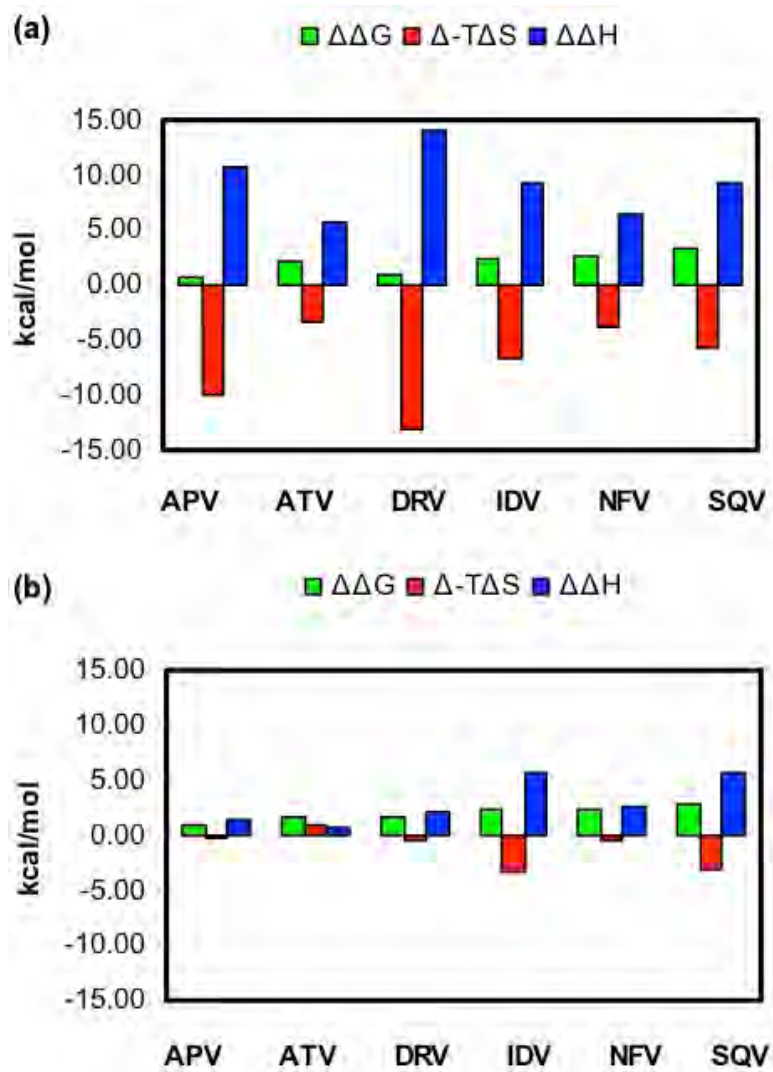 (a)
ΔΔG Δ-TΔS ΔΔH
15.00
10.00
5.00
0.00
-5.00
-10.00
-15.00
kcal/mol
APV ATV DRV IDV NFV SQV
(b)
ΔΔG Δ-TΔS ΔΔH
15.00
10.00
5.00
0.00
-5.00
-10.00
-15.00
kcal/mol
APV ATV DRV IDV NFV SQV